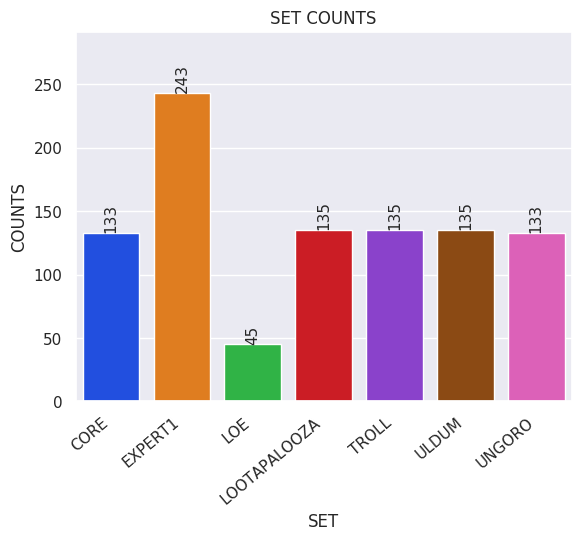 SET COUNTS
COUNTS
250
200
150
100
50
0
133
243
45
135
135
135
133
CORE
EXPERT1
LOE
LOOTAPALOOZA
TROLL
ULDUM
UNGORO
SET